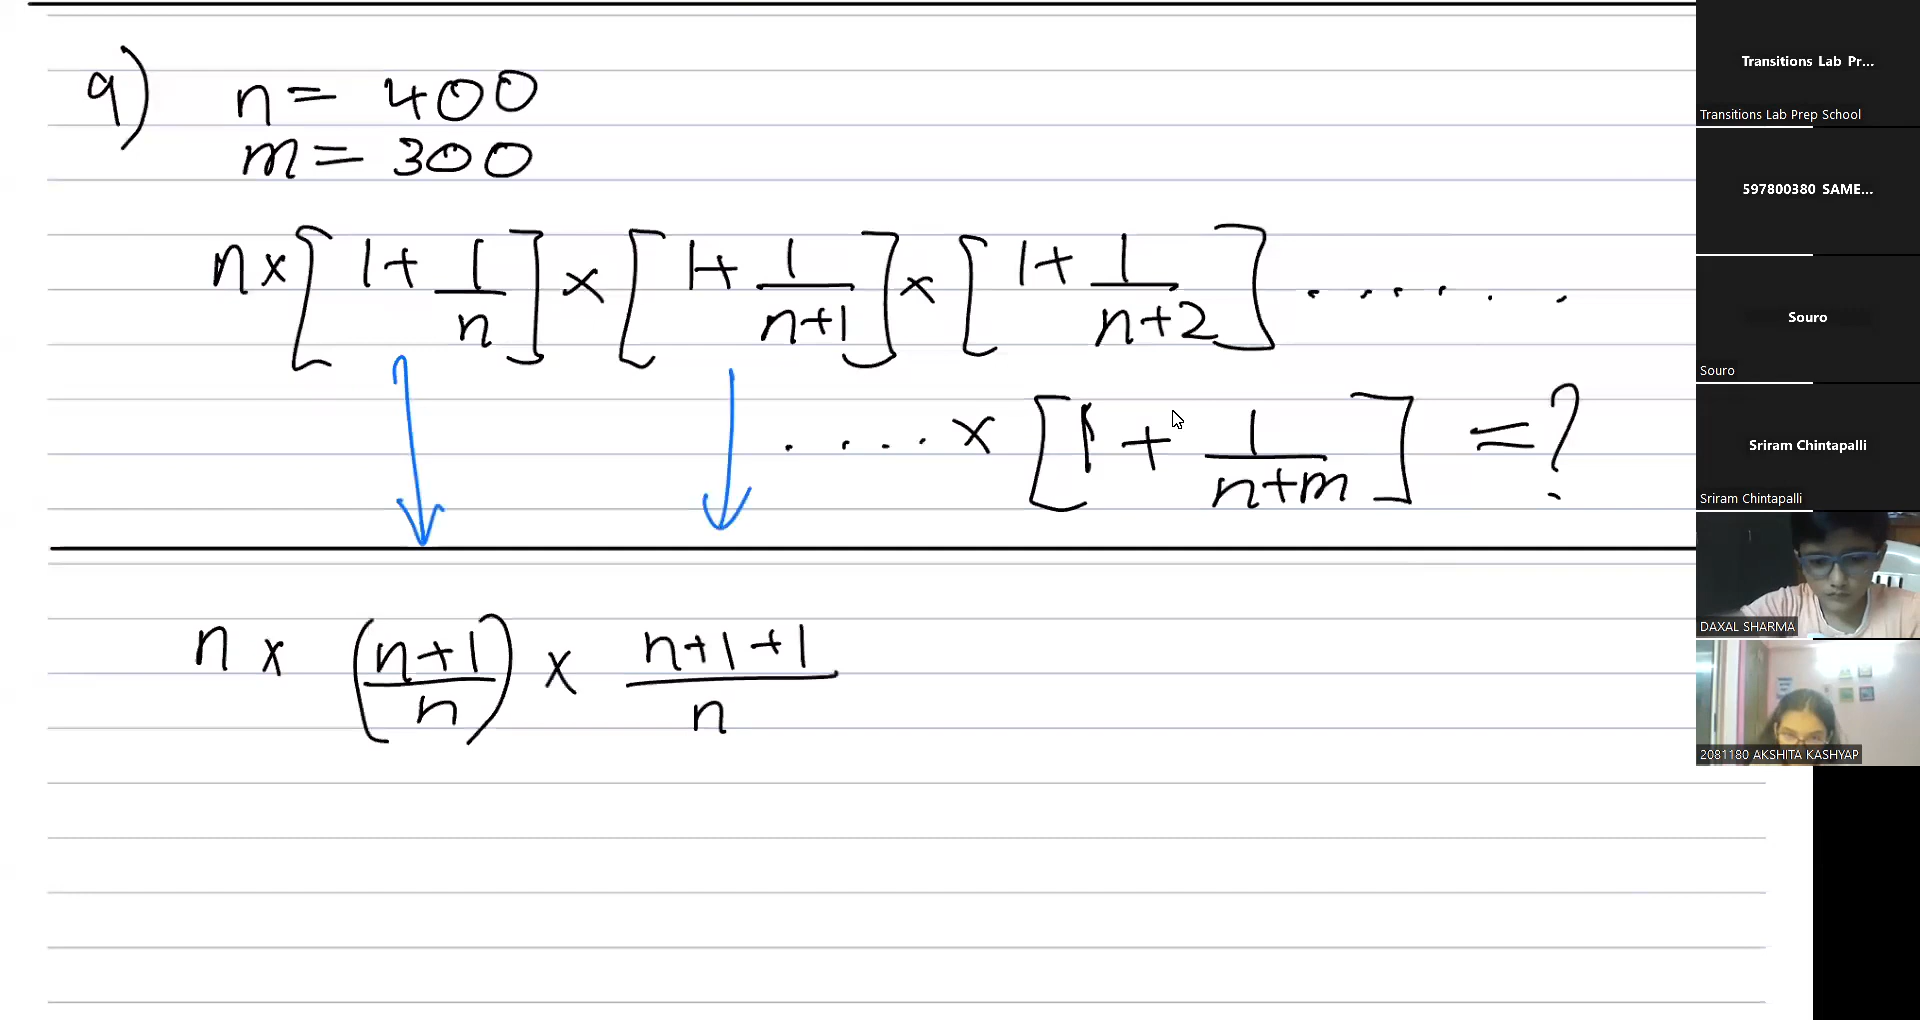 9) n = 400
m = 300
n × [1 + 1/n] × [1 + 1/(n+1)] × [1 + 1/(n+2)] . . . . . . .
. . . . . × [1 + 1/(n+m)] = ?
n × ((n+1)/n) × (n+1+1)/n
Transitions Lab Pr...
Transitions Lab Prep School
597800380 SAME...
Souro
Souro
Sriram Chintapalli
Sriram Chintapalli
DAXAL SHARMA
2081180 AKSHITA KASHYAP